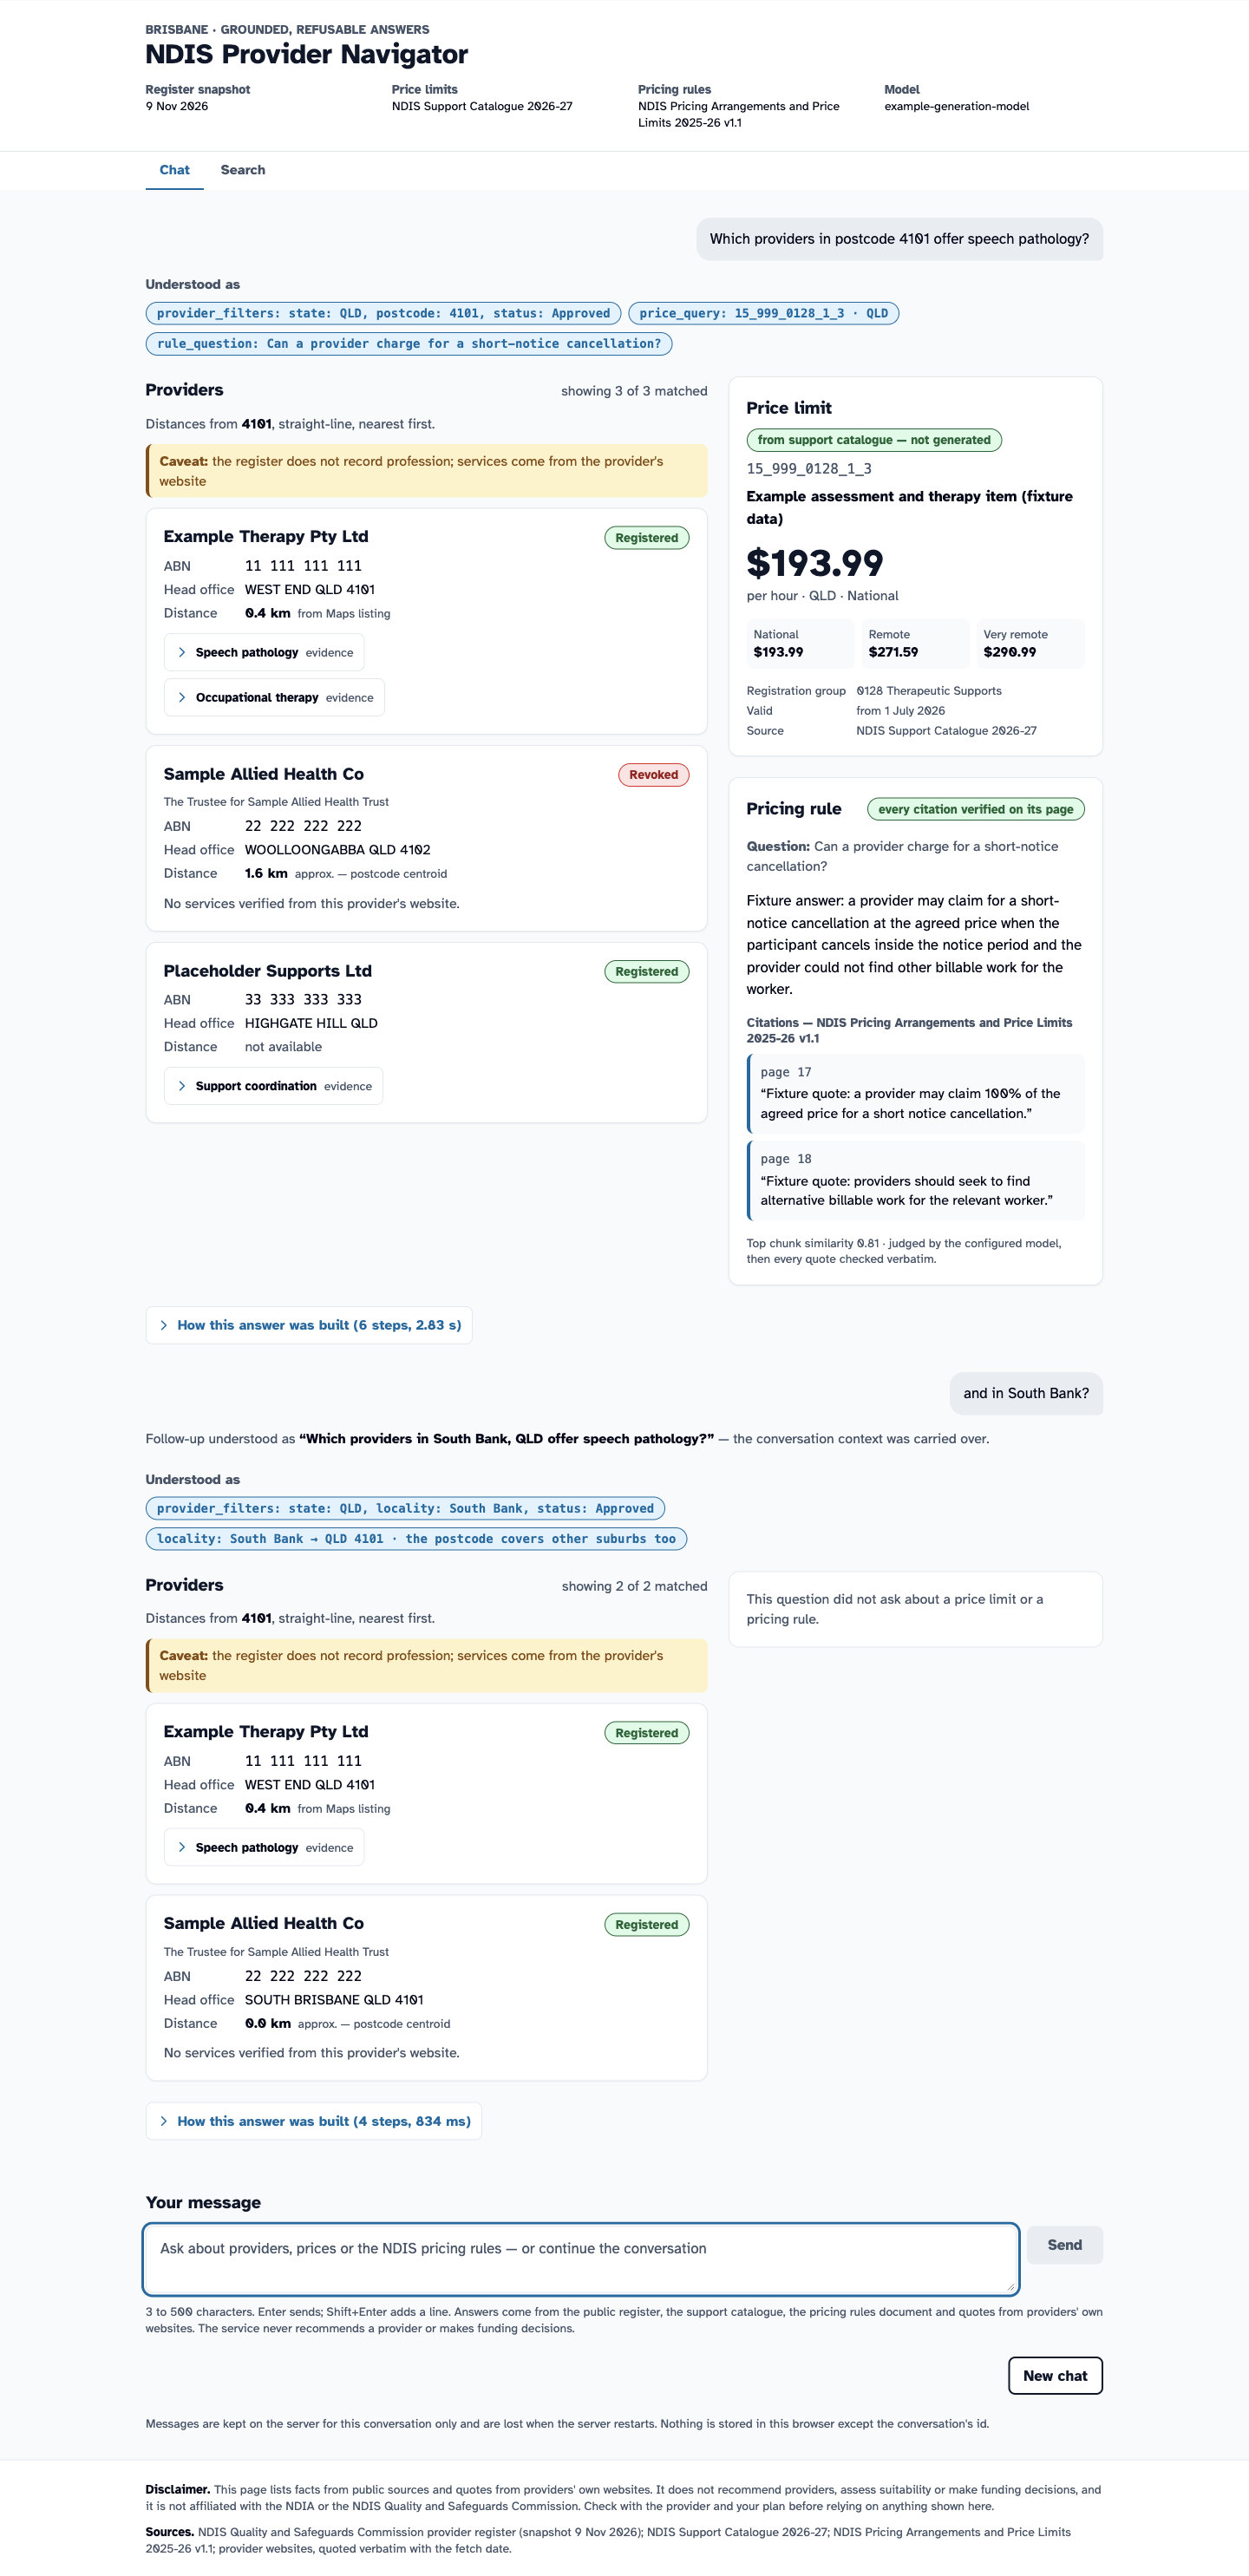 BRISBANE · GROUNDED, REFUSABLE ANSWERS
NDIS Provider Navigator
Register snapshot
9 Nov 2026
Price limits
NDIS Support Catalogue 2026-27
Pricing rules
NDIS Pricing Arrangements and Price
Limits 2025-26 v1.1
Model
example-generation-model
Chat
Search
Which providers in postcode 4101 offer speech pathology?
Understood as
provider_filters: state: QLD, postcode: 4101, status: Approved
price_query: 15_999_0128_1_3 · QLD
rule_question: Can a provider charge for a short-notice cancellation?
Providers
showing 3 of 3 matched
Distances from 4101, straight-line, nearest first.
Caveat: the register does not record profession; services come from the provider's
website
Example Therapy Pty Ltd
Registered
ABN 11 111 111 111
Head office WEST END QLD 4101
Distance 0.4 km from Maps listing
Speech pathology evidence
Occupational therapy evidence
Sample Allied Health Co
Revoked
The Trustee for Sample Allied Health Trust
ABN 22 222 222 222
Head office WOOLLOONGABBA QLD 4102
Distance 1.6 km approx. — postcode centroid
No services verified from this provider's website.
Placeholder Supports Ltd
Registered
ABN 33 333 333 333
Head office HIGHGATE HILL QLD
Distance not available
Support coordination evidence
Price limit
from support catalogue — not generated
15_999_0128_1_3
Example assessment and therapy item (fixture
data)
$193.99
per hour · QLD · National
National
$193.99
Remote
$271.59
Very remote
$290.99
Registration group 0128 Therapeutic Supports
Valid from 1 July 2026
Source NDIS Support Catalogue 2026-27
Pricing rule
every citation verified on its page
Question: Can a provider charge for a short-notice
cancellation?
Fixture answer: a provider may claim for a short-
notice cancellation at the agreed price when the
participant cancels inside the notice period and the
provider could not find other billable work for the
worker.
Citations — NDIS Pricing Arrangements and Price Limits
2025-26 v1.1
page 17
“Fixture quote: a provider may claim 100% of the
agreed price for a short notice cancellation.”
page 18
“Fixture quote: providers should seek to find
alternative billable work for the relevant worker.”
Top chunk similarity 0.81 · judged by the configured model,
then every quote checked verbatim.
How this answer was built (6 steps, 2.83 s)
and in South Bank?
Follow-up understood as “Which providers in South Bank, QLD offer speech pathology?” — the conversation context was carried over.
Understood as
provider_filters: state: QLD, locality: South Bank, status: Approved
locality: South Bank → QLD 4101 · the postcode covers other suburbs too
Providers
showing 2 of 2 matched
Distances from 4101, straight-line, nearest first.
Caveat: the register does not record profession; services come from the provider's
website
Example Therapy Pty Ltd
Registered
ABN 11 111 111 111
Head office WEST END QLD 4101
Distance 0.4 km from Maps listing
Speech pathology evidence
Sample Allied Health Co
Registered
The Trustee for Sample Allied Health Trust
ABN 22 222 222 222
Head office SOUTH BRISBANE QLD 4101
Distance 0.0 km approx. — postcode centroid
No services verified from this provider's website.
This question did not ask about a price limit or a
pricing rule.
How this answer was built (4 steps, 834 ms)
Your message
Ask about providers, prices or the NDIS pricing rules — or continue the conversation
Send
3 to 500 characters. Enter sends; Shift+Enter adds a line. Answers come from the public register, the support catalogue, the pricing rules document and quotes from providers' own
websites. The service never recommends a provider or makes funding decisions.
New chat
Messages are kept on the server for this conversation only and are lost when the server restarts. Nothing is stored in this browser except the conversation's id.
Disclaimer. This page lists facts from public sources and quotes from providers' own websites. It does not recommend providers, assess suitability or make funding decisions, and
it is not affiliated with the NDIA or the NDIS Quality and Safeguards Commission. Check with the provider and your plan before relying on anything shown here.
Sources. NDIS Quality and Safeguards Commission provider register (snapshot 9 Nov 2026); NDIS Support Catalogue 2026-27; NDIS Pricing Arrangements and Price Limits
2025-26 v1.1; provider websites, quoted verbatim with the fetch date.